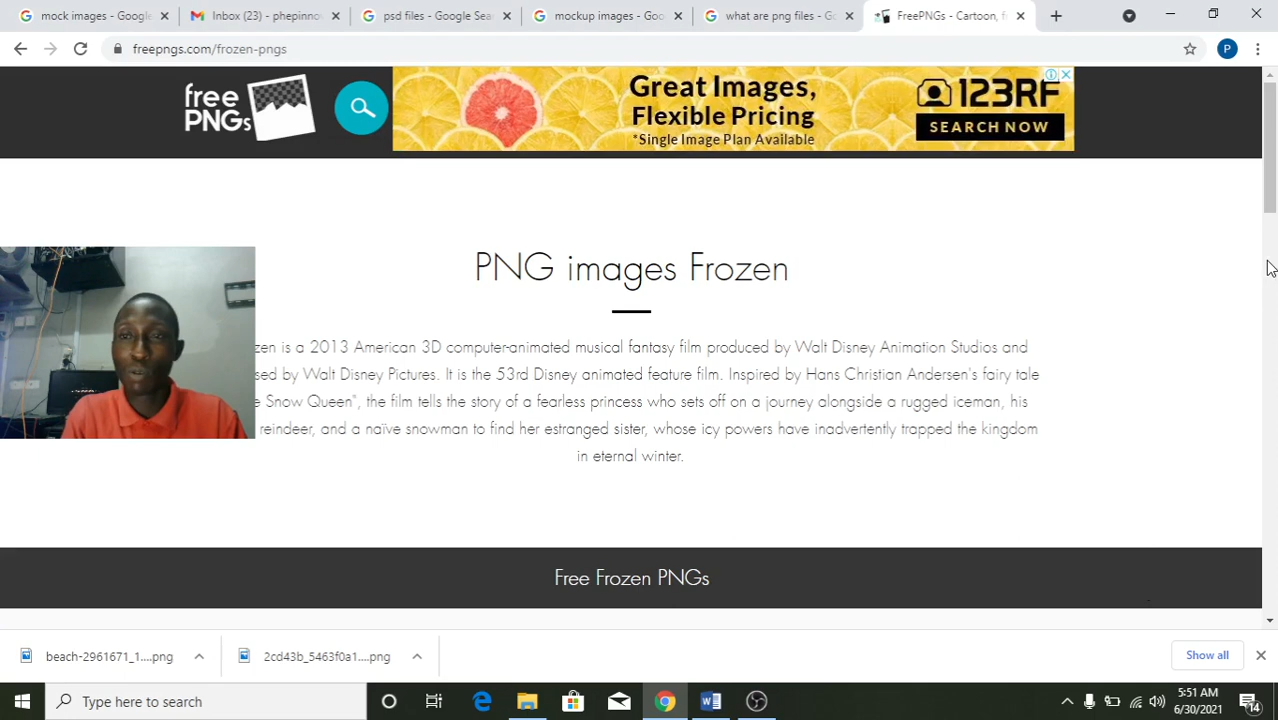 mock images - Google
Inbox (23) - phepinnov
psd files - Google Sea
mockup images - Goo
what are png files - Go
FreePNGs - Cartoon, f
freepngs.com/frozen-pngs
P
free
PNGs
Great Images,
Flexible Pricing
*Single Image Plan Available
123RF
SEARCH NOW
PNG images Frozen
zen is a 2013 American 3D computer-animated musical fantasy film produced by Walt Disney Animation Studios and
sed by Walt Disney Pictures. It is the 53rd Disney animated feature film. Inspired by Hans Christian Andersen's fairy tale
e Snow Queen", the film tells the story of a fearless princess who sets off on a journey alongside a rugged iceman, his
reindeer, and a naïve snowman to find her estranged sister, whose icy powers have inadvertently trapped the kingdom
in eternal winter.
Free Frozen PNGs
beach-2961671_1....png
2cd43b_5463f0a1....png
Show all
Type here to search
5:51 AM
6/30/2021
14